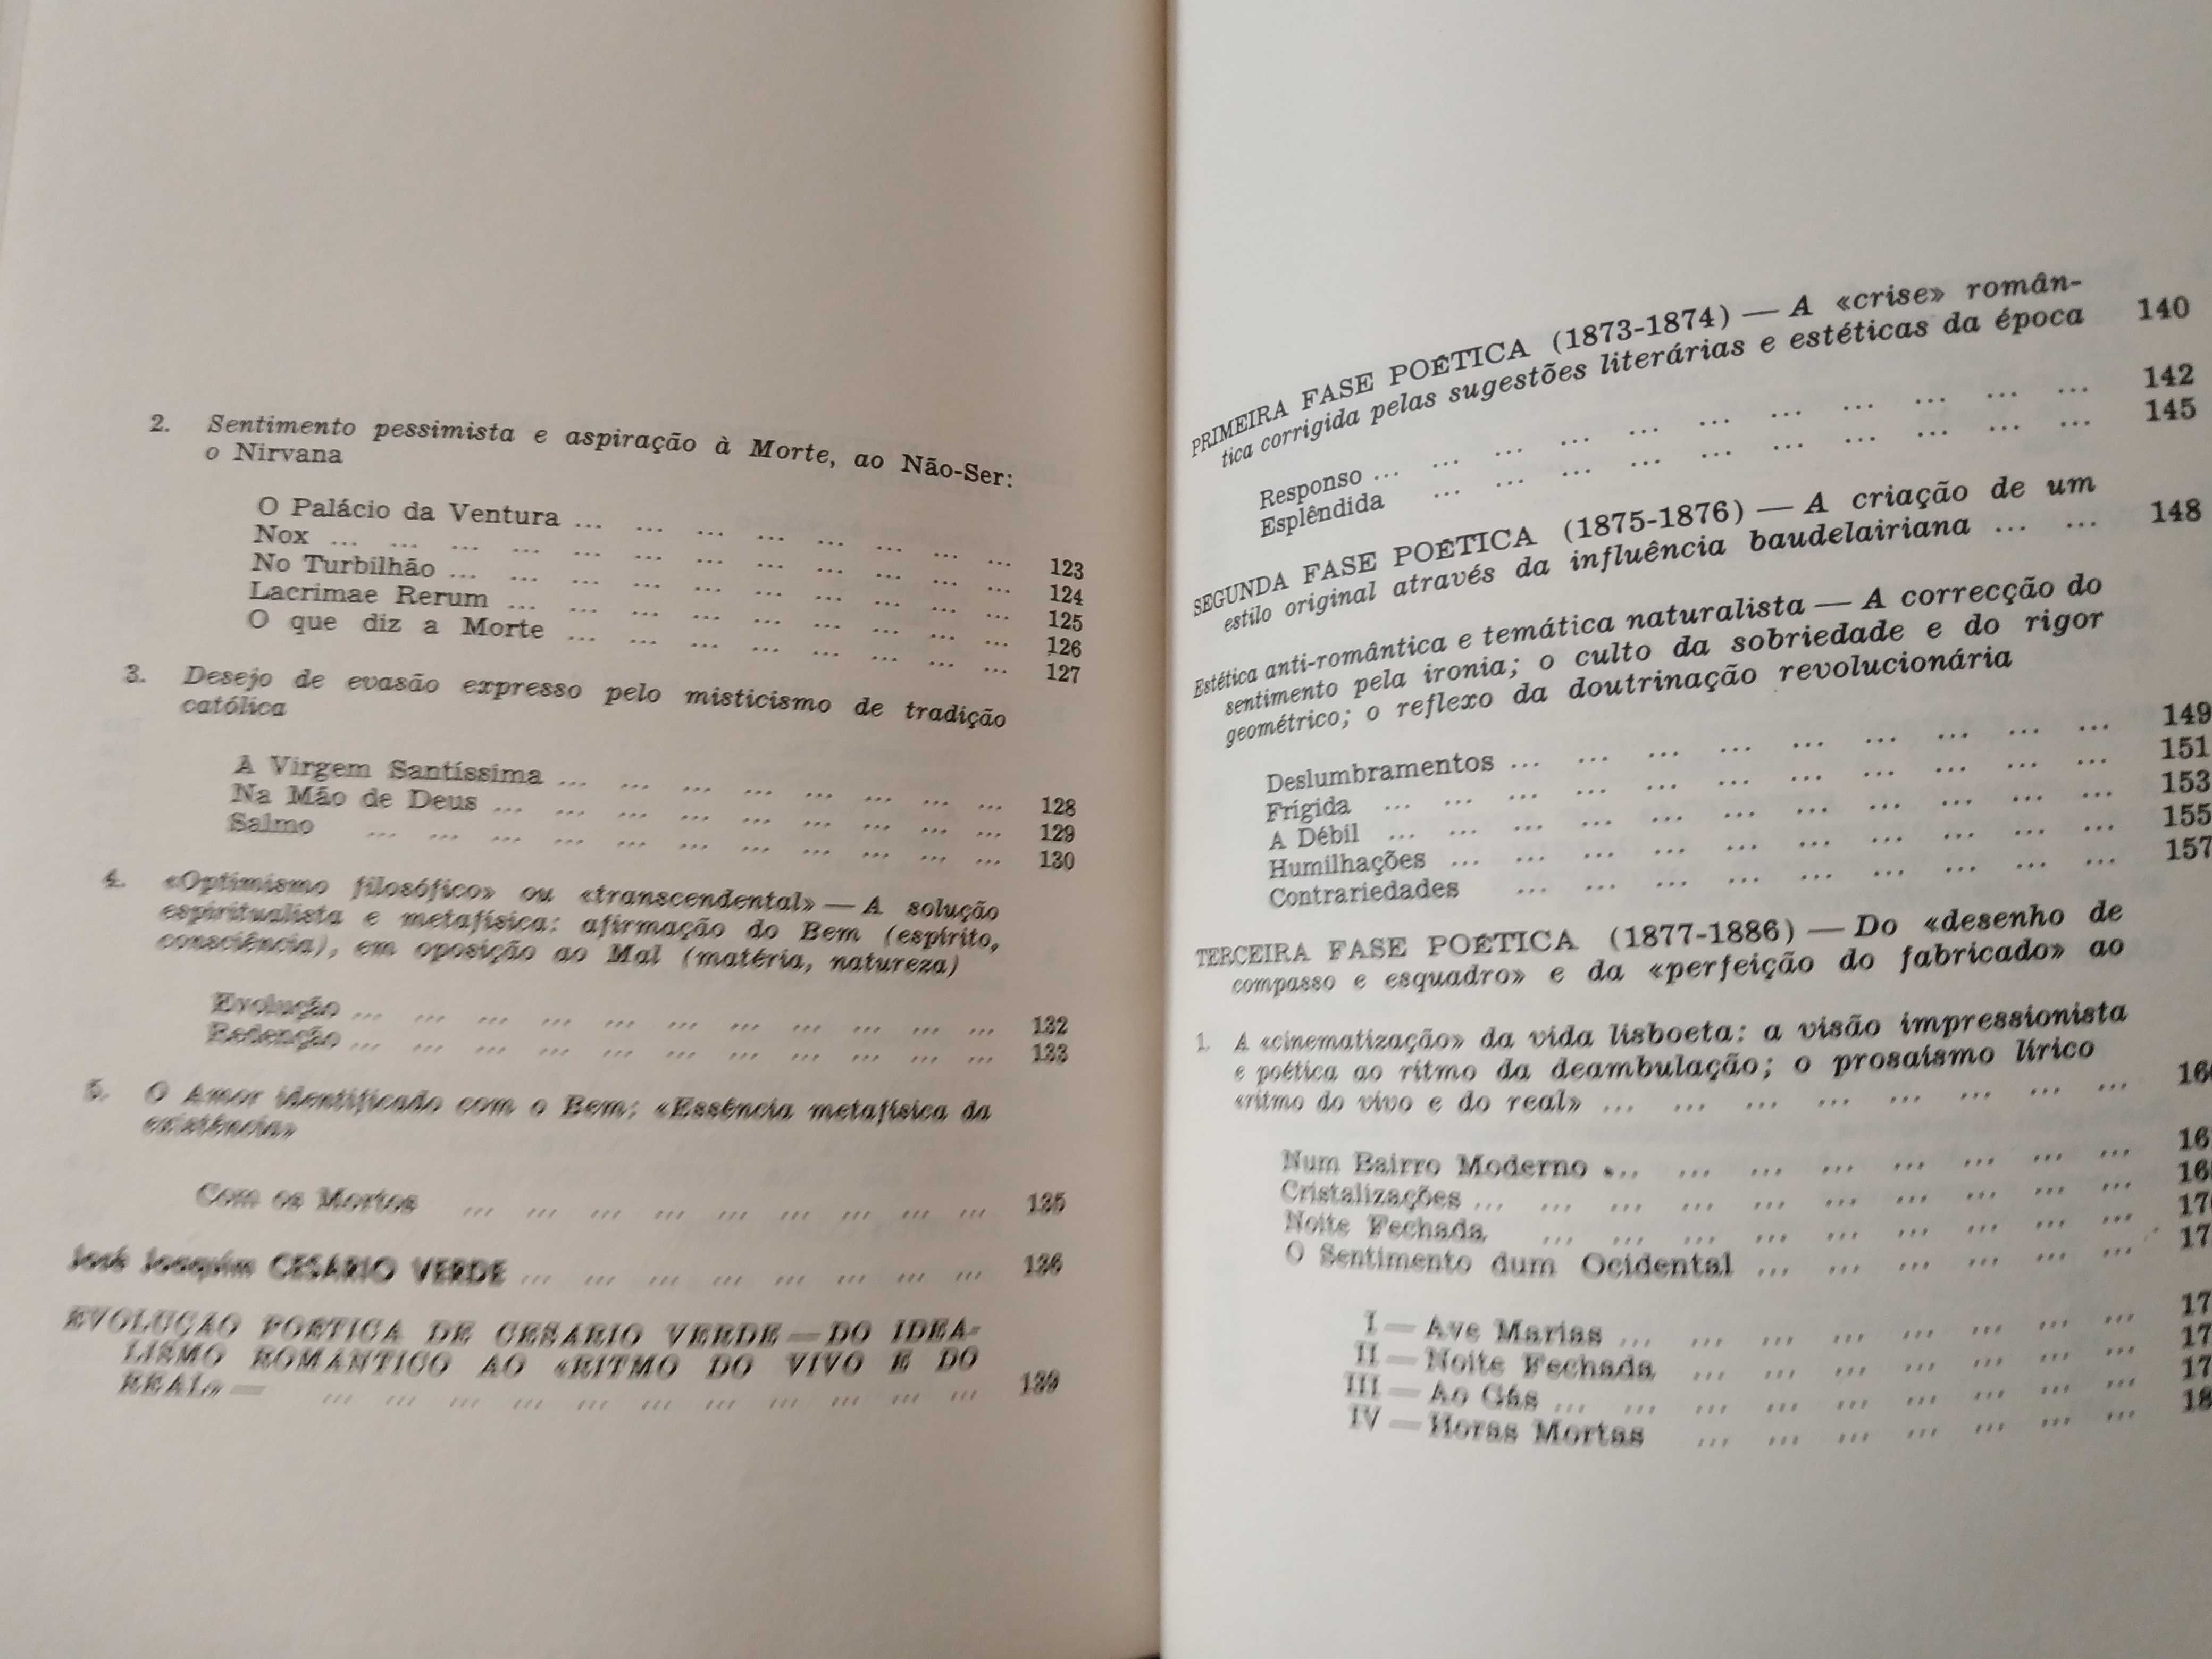 2. Sentimento pessimista e aspiração à Morte, ao Não-Ser:
o Nirvana
O Palácio da Ventura ... ... ... ... ... ... ... ... 123
Nox ... ... ... ... ... ... ... ... ... ... ... ... 124
No Turbilhão ... ... ... ... ... ... ... ... ... ... 125
Lacrimae Rerum ... ... ... ... ... ... ... ... ... 126
O que diz a Morte ... ... ... ... ... ... ... ... 127
3. Desejo de evasão expresso pelo misticismo de tradição
católica
A Virgem Santíssima ... ... ... ... ... ... ... ... 128
Na Mão de Deus ... ... ... ... ... ... ... ... ... 129
Salmo ... ... ... ... ... ... ... ... ... ... ... 130
4. «Optimismo filosófico» ou «transcendental» — A solução
espiritualista e metafísica: afirmação do Bem (espírito,
consciência), em oposição ao Mal (matéria, natureza)
Evolução ... ... ... ... ... ... ... ... ... ... ... 132
Redenção ... ... ... ... ... ... ... ... ... ... ... 133
5. O Amor identificado com o Bem: «Essência metafísica da
existência»
Com os Mortos ... ... ... ... ... ... ... ... ... 135
José Joaquim CESARIO VERDE ... ... ... ... ... ... ... ... 136
EVOLUÇAO POETICA DE CESARIO VERDE — DO IDEA-
LISMO ROMANTICO AO «RITMO DO VIVO E DO
REAL» — ... ... ... ... ... ... ... ... ... ... ... 139
PRIMEIRA FASE POETICA (1873-1874) — A «crise» român-
tica corrigida pelas sugestões literárias e estéticas da época 140
Responso ... ... ... ... ... ... ... ... ... ... ... 142
Esplêndida ... ... ... ... ... ... ... ... ... ... 145
SEGUNDA FASE POETICA (1875-1876) — A criação de um
estilo original através da influência baudelairiana ... ... 148
Estética anti-romântica e temática naturalista — A correcção do
sentimento pela ironia; o culto da sobriedade e do rigor
geométrico; o reflexo da doutrinação revolucionária
Deslumbramentos ... ... ... ... ... ... ... ... ... 149
Frígida ... ... ... ... ... ... ... ... ... ... ... 151
A Débil ... ... ... ... ... ... ... ... ... ... ... 153
Humilhações ... ... ... ... ... ... ... ... ... ... 155
Contrariedades ... ... ... ... ... ... ... ... ... 157
TERCEIRA FASE POETICA (1877-1886) — Do «desenho de
compasso e esquadro» e da «perfeição do fabricado» ao
1. A «cinematização» da vida lisboeta: a visão impressionista
e poética ao ritmo da deambulação; o prosaísmo lírico
«ritmo do vivo e do real» ... ... ... ... ... ... ... ...
Num Bairro Moderno ... ... ... ... ... ... ... ...
Cristalizações ... ... ... ... ... ... ... ... ... ...
Noite Fechada ... ... ... ... ... ... ... ... ...
O Sentimento dum Ocidental ... ... ... ... ... ...
I — Ave Marias ... ... ... ... ... ... ... ...
II — Noite Fechada ... ... ... ... ... ... ...
III — Ao Gás ... ... ... ... ... ... ... ... ...
IV — Horas Mortas ... ... ... ... ... ... ...